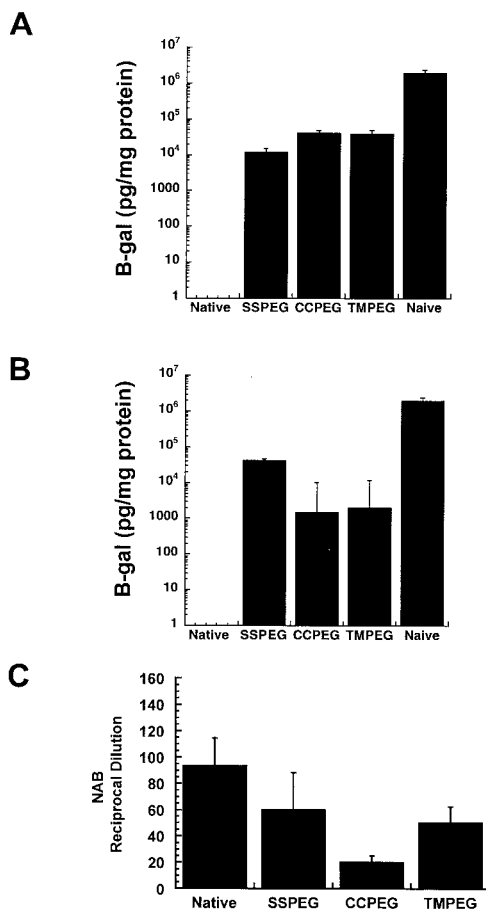 A
B-gal (pg/mg protein)
10^7
10^6
10^5
10^4
1000
100
10
1
Native SSPEG CCPEG TMPEG Naive
B
B-gal (pg/mg protein)
10^7
10^6
10^5
10^4
1000
100
10
1
Native SSPEG CCPEG TMPEG Naive
C
NAB
Reciprocal Dilution
160
140
120
100
80
60
40
20
0
Native SSPEG CCPEG TMPEG